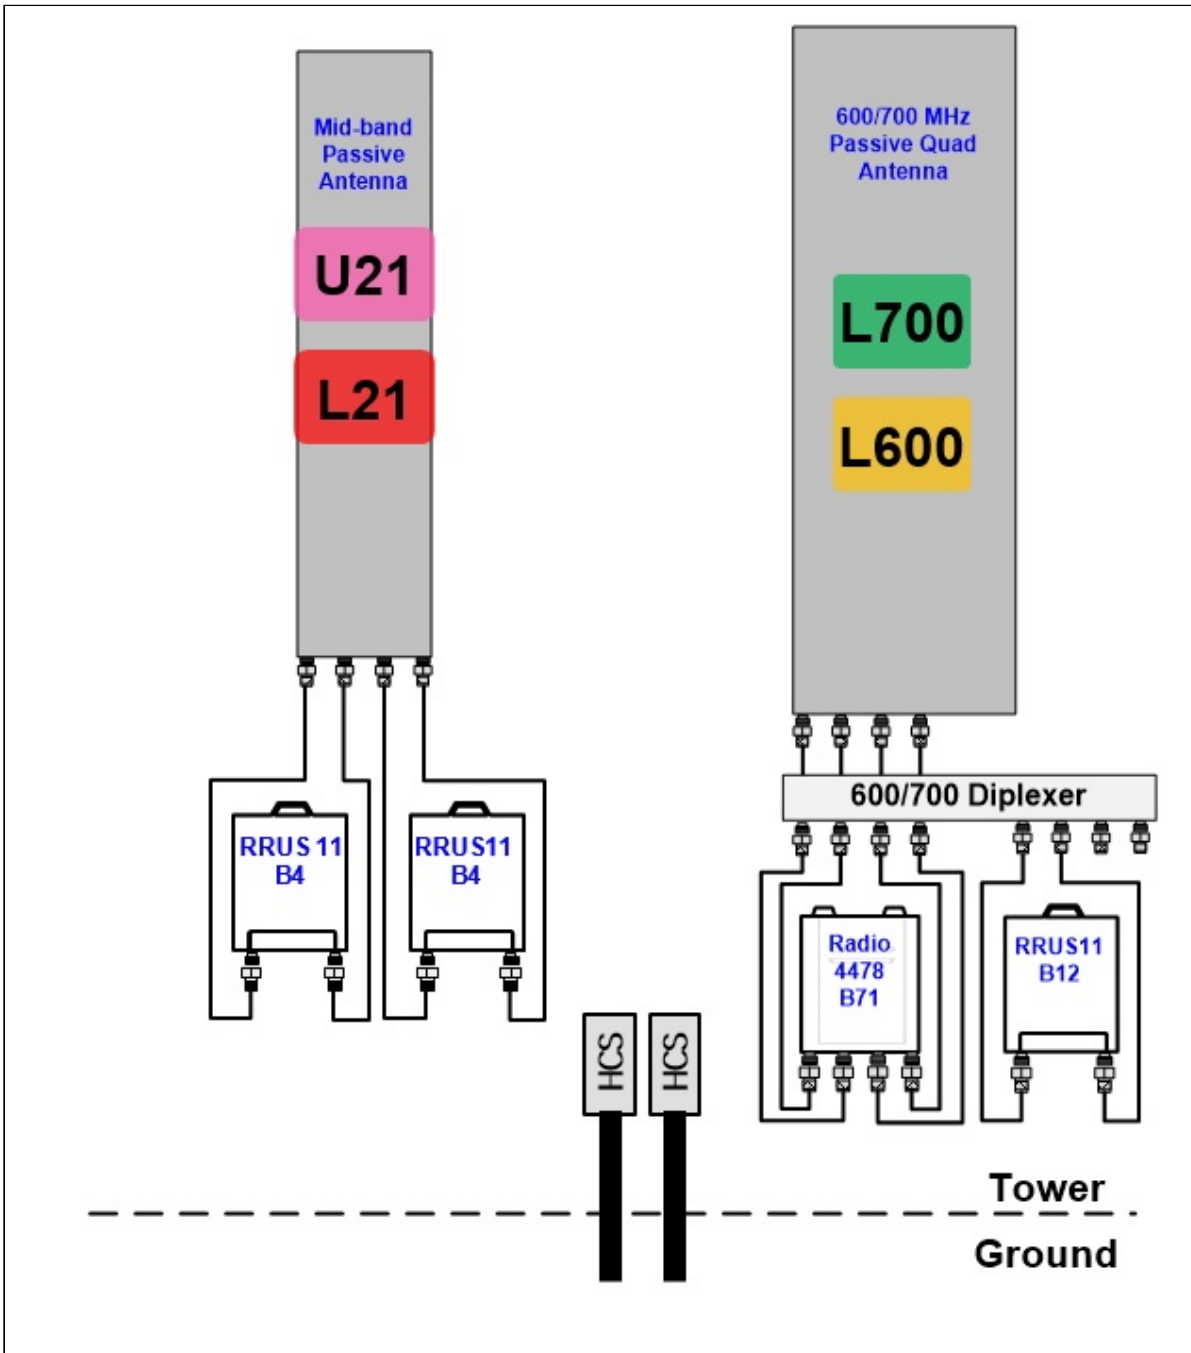 Mid-band
Passive
Antenna
U21
L21
600/700 MHz
Passive Quad
Antenna
L700
L600
600/700 Diplexer
RRUS 11
B4
RRUS11
B4
Radio
4478
B71
RRUS11
B12
HCS
HCS
Tower
Ground